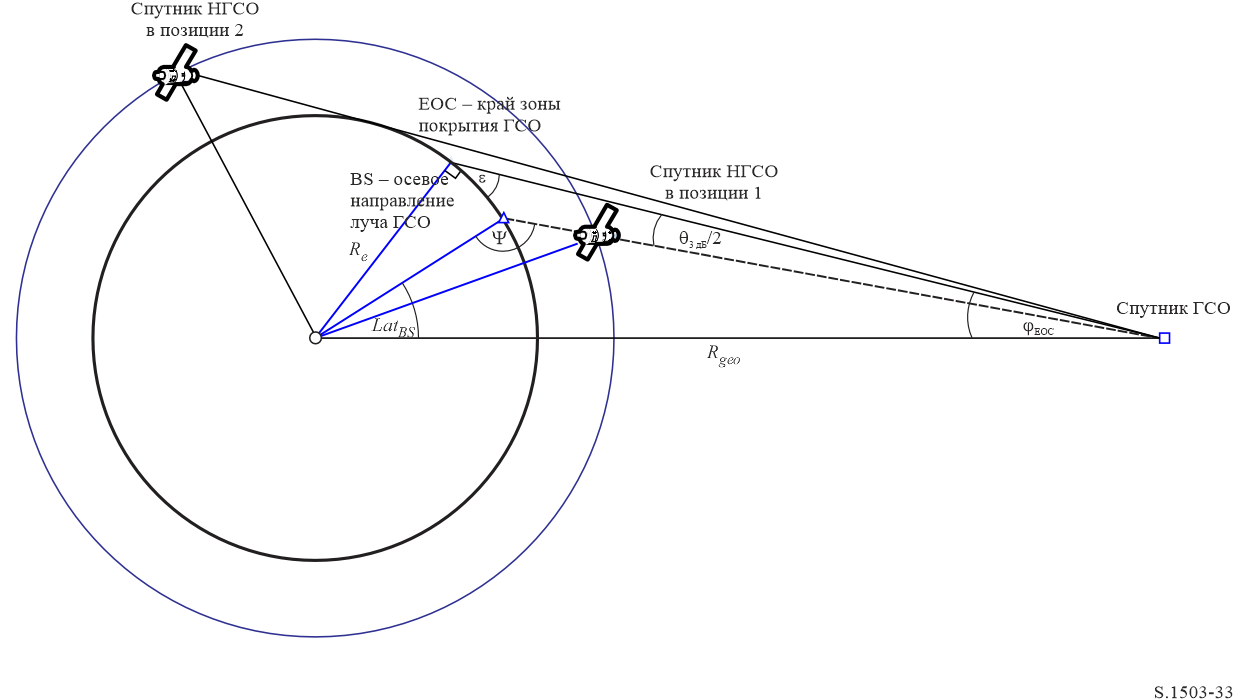 Спутник НГСО
в позиции 2
EOC – край зоны
покрытия ГСО
Спутник НГСО
в позиции 1
BS – осевое
направление
луча ГСО
ε
Ψ
θ3 дБ/2
Re
Спутник ГСО
LatBS
φEOC
Rgeo
S.1503-33